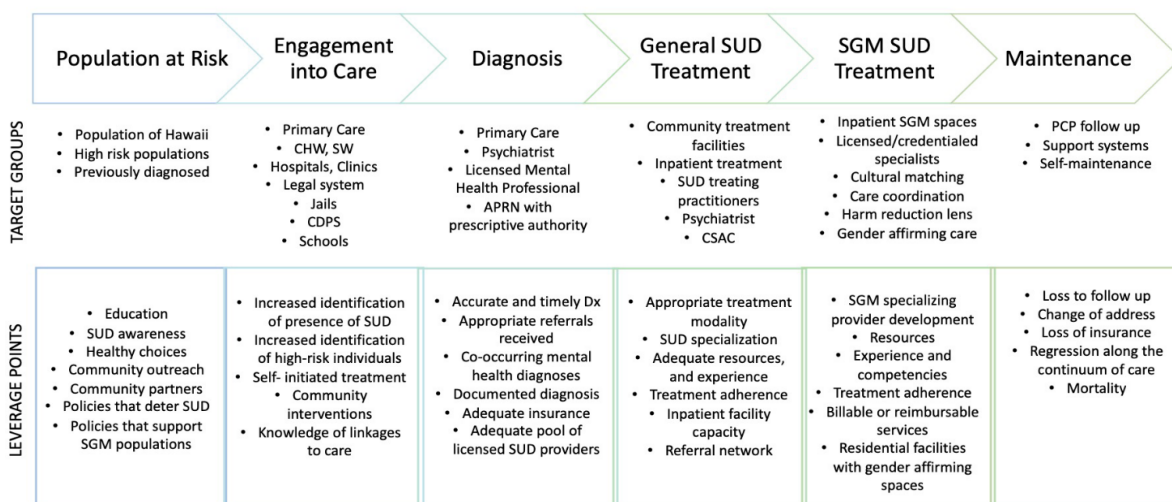 Population at Risk
Engagement
into Care
Diagnosis
General SUD
Treatment
SGM SUD
Treatment
Maintenance
TARGET GROUPS
• Population of Hawaii
• High risk populations
• Previously diagnosed
• Primary Care
• CHW, SW
• Hospitals, Clinics
• Legal system
• Jails
• CDPS
• Schools
• Primary Care
• Psychiatrist
• Licensed Mental
Health Professional
• APRN with
prescriptive authority
• Community treatment
facilities
• Inpatient treatment
• SUD treating
practitioners
• Psychiatrist
• CSAC
• Inpatient SGM spaces
• Licensed/credentialed
specialists
• Cultural matching
• Care coordination
• Harm reduction lens
• Gender affirming care
• PCP follow up
• Support systems
• Self-maintenance
LEVERAGE POINTS
• Education
• SUD awareness
• Healthy choices
• Community outreach
• Community partners
• Policies that deter SUD
• Policies that support
SGM populations
• Increased identification
of presence of SUD
• Increased identification
of high-risk individuals
• Self- initiated treatment
• Community
interventions
• Knowledge of linkages
to care
• Accurate and timely Dx
• Appropriate referrals
received
• Co-occurring mental
health diagnoses
• Documented diagnosis
• Adequate insurance
• Adequate pool of
licensed SUD providers
• Appropriate treatment
modality
• SUD specialization
• Adequate resources,
and experience
• Treatment adherence
• Inpatient facility
capacity
• Referral network
• SGM specializing
provider development
• Resources
• Experience and
competencies
• Treatment adherence
• Billable or reimbursable
services
• Residential facilities
with gender affirming
spaces
• Loss to follow up
• Change of address
• Loss of insurance
• Regression along the
continuum of care
• Mortality